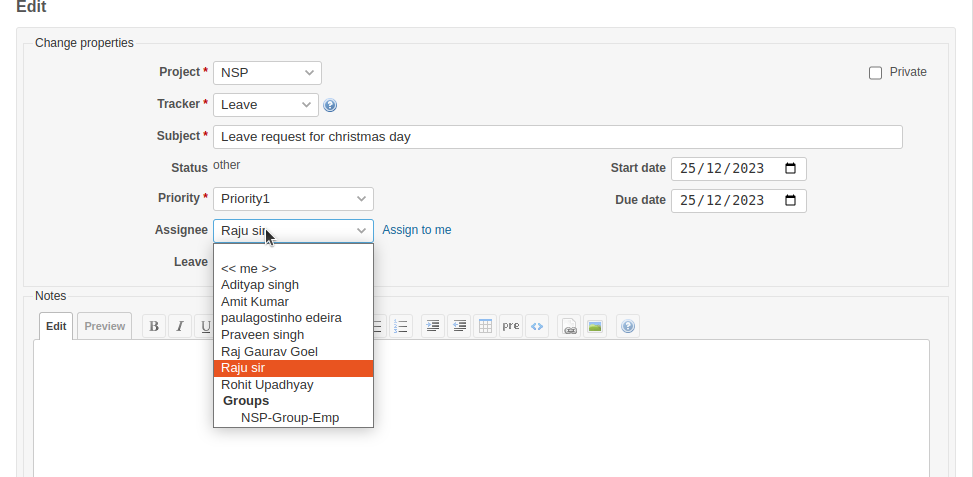 Edit
Change properties
Project * NSP Private
Tracker * Leave ?
Subject * Leave request for christmas day
Status other Start date 25/12/2023
Priority * Priority1 Due date 25/12/2023
Assignee Raju sir Assign to me
Leave
<< me >>
Adityap singh
Amit Kumar
paulagostinho edeira
Praveen singh
Raj Gaurav Goel
Raju sir
Rohit Upadhyay
Groups
NSP-Group-Emp
Notes
Edit Preview B I U pre ?